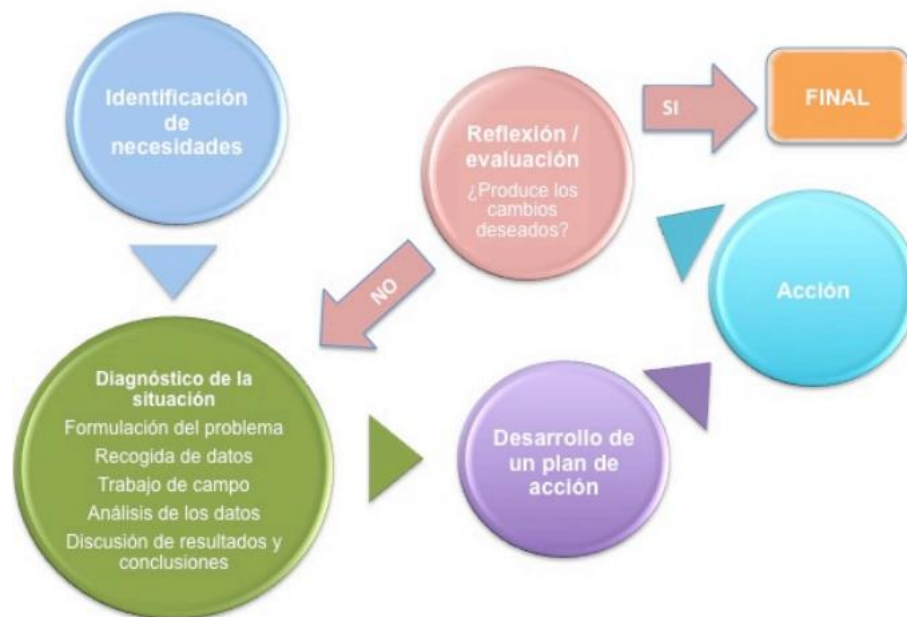 Identificación
de
necesidades
Diagnóstico de la
situación
Formulación del problema
Recogida de datos
Trabajo de campo
Análisis de los datos
Discusión de resultados y
conclusiones
Desarrollo de
un plan de
acción
Acción
Reflexión /
evaluación
¿Produce los
cambios
deseados?
NO
SI
FINAL